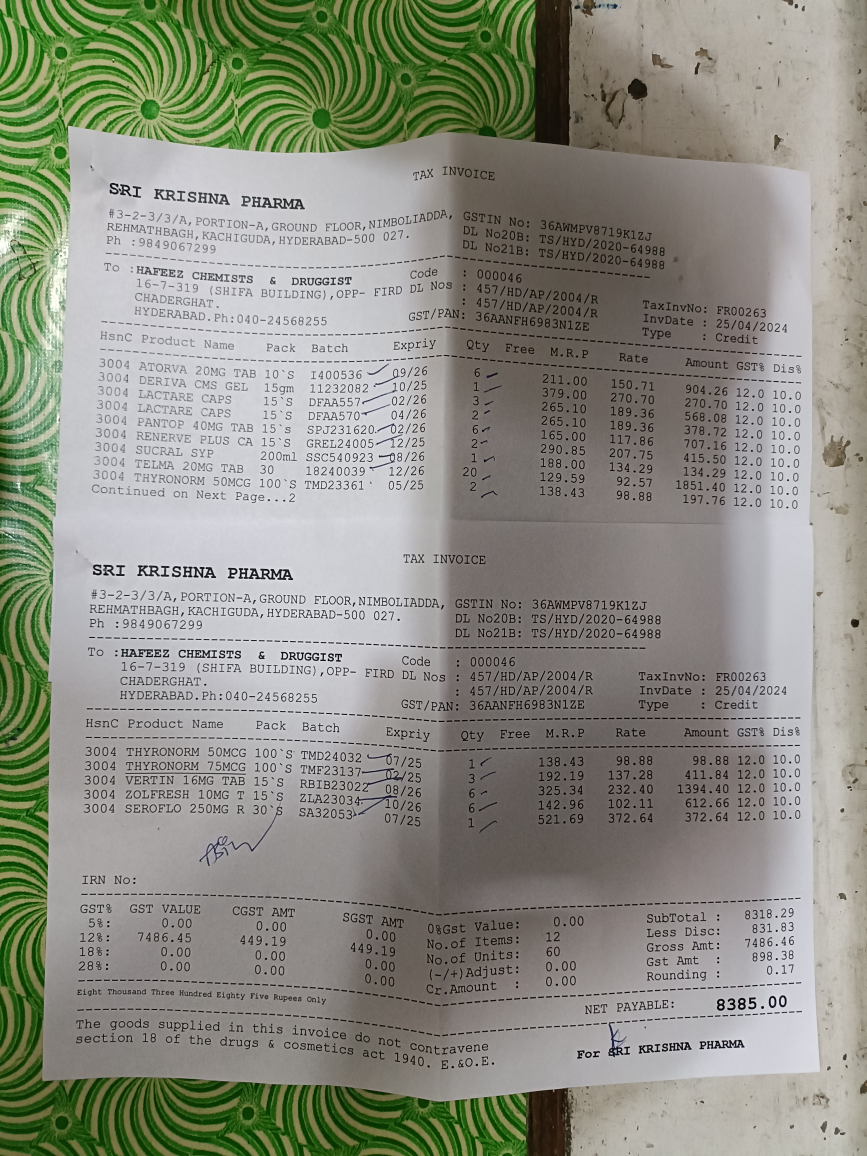 TAX INVOICE
SRI KRISHNA PHARMA
#3-2-3/3/A,PORTION-A,GROUND FLOOR,NIMBOLIADDA, GSTIN No: 36AWMPV8719K1ZJ
REHMATHBAGH,KACHIGUDA,HYDERABAD-500 027. DL No20B: TS/HYD/2020-64988
Ph :9849067299 DL No21B: TS/HYD/2020-64988
To :HAFEEZ CHEMISTS & DRUGGIST Code : 000046
16-7-319 (SHIFA BUILDING),OPP- FIRD DL Nos : 457/HD/AP/2004/R TaxInvNo: FR00263
CHADERGHAT. : 457/HD/AP/2004/R InvDate : 25/04/2024
HYDERABAD.Ph:040-24568255 GST/PAN: 36AANFH6983N1ZE Type : Credit
HsnC Product Name Pack Batch Expriy Qty Free M.R.P Rate Amount GST% Dis%
3004 ATORVA 20MG TAB 10`S I400536 09/26 6 211.00 150.71 904.26 12.0 10.0
3004 DERIVA CMS GEL 15gm 11232082 10/25 1 379.00 270.70 270.70 12.0 10.0
3004 LACTARE CAPS 15`S DFAA557 02/26 3 265.10 189.36 568.08 12.0 10.0
3004 LACTARE CAPS 15`S DFAA570 04/26 2 265.10 189.36 378.72 12.0 10.0
3004 PANTOP 40MG TAB 15`s SPJ231620 02/26 6 165.00 117.86 707.16 12.0 10.0
3004 RENERVE PLUS CA 15`S GREL24005 12/25 2 290.85 207.75 415.50 12.0 10.0
3004 SUCRAL SYP 200ml SSC540923 08/26 1 188.00 134.29 134.29 12.0 10.0
3004 TELMA 20MG TAB 30 18240039 12/26 20 129.59 92.57 1851.40 12.0 10.0
3004 THYRONORM 50MCG 100`S TMD23361 05/25 2 138.43 98.88 197.76 12.0 10.0
Continued on Next Page...2
TAX INVOICE
SRI KRISHNA PHARMA
#3-2-3/3/A,PORTION-A,GROUND FLOOR,NIMBOLIADDA, GSTIN No: 36AWMPV8719K1ZJ
REHMATHBAGH,KACHIGUDA,HYDERABAD-500 027. DL No20B: TS/HYD/2020-64988
Ph :9849067299 DL No21B: TS/HYD/2020-64988
To :HAFEEZ CHEMISTS & DRUGGIST Code : 000046
16-7-319 (SHIFA BUILDING),OPP- FIRD DL Nos : 457/HD/AP/2004/R TaxInvNo: FR00263
CHADERGHAT. : 457/HD/AP/2004/R InvDate : 25/04/2024
HYDERABAD.Ph:040-24568255 GST/PAN: 36AANFH6983N1ZE Type : Credit
HsnC Product Name Pack Batch Expriy Qty Free M.R.P Rate Amount GST% Dis%
3004 THYRONORM 50MCG 100`S TMD24032 07/25 1 138.43 98.88 98.88 12.0 10.0
3004 THYRONORM 75MCG 100`S TMF23137 02/25 3 192.19 137.28 411.84 12.0 10.0
3004 VERTIN 16MG TAB 15`S RBIB23022 08/26 6 325.34 232.40 1394.40 12.0 10.0
3004 ZOLFRESH 10MG T 15`S ZLA23034 10/26 6 142.96 102.11 612.66 12.0 10.0
3004 SEROFLO 250MG R 30`S SA32053 07/25 1 521.69 372.64 372.64 12.0 10.0
IRN No:
GST% GST VALUE CGST AMT SGST AMT 0%Gst Value: 0.00 SubTotal : 8318.29
5%: 0.00 0.00 0.00 No.of Items: 12 Less Disc: 831.83
12%: 7486.45 449.19 449.19 No.of Units: 60 Gross Amt: 7486.46
18%: 0.00 0.00 0.00 (-/+)Adjust: 0.00 Gst Amt : 898.38
28%: 0.00 0.00 0.00 Cr.Amount : 0.00 Rounding : 0.17
Eight Thousand Three Hundred Eighty Five Rupees Only NET PAYABLE: 8385.00
The goods supplied in this invoice do not contravene
section 18 of the drugs & cosmetics act 1940. E.&O.E. For SRI KRISHNA PHARMA